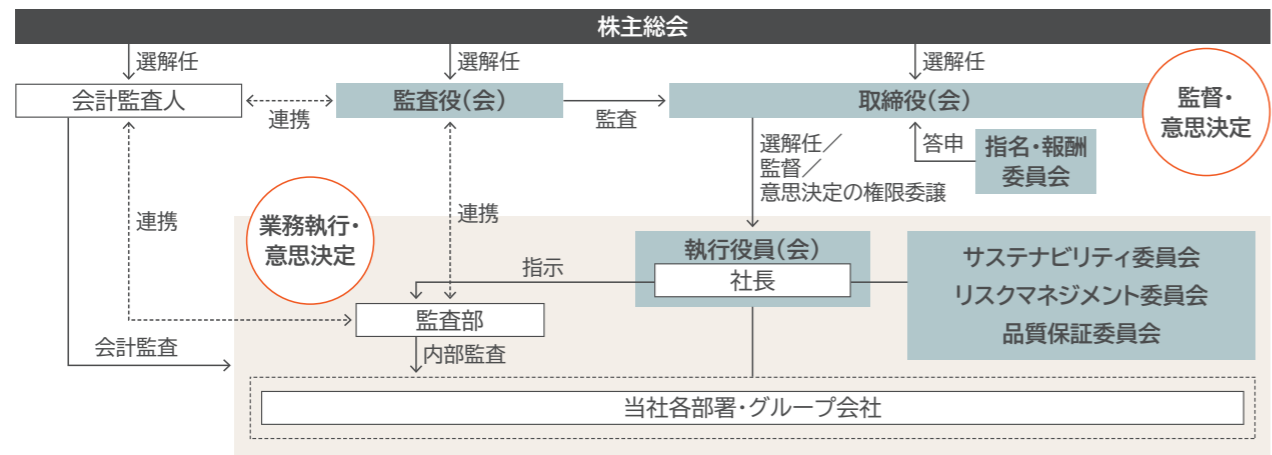 株主総会
選解任
選解任
選解任
会計監査人
連携
監査役(会)
監査
取締役(会)
監督・
意思決定
選解任／
監督／
意思決定の権限委譲
答申
指名・報酬
委員会
連携
業務執行・
意思決定
連携
執行役員(会)
社長
指示
サステナビリティ委員会
リスクマネジメント委員会
品質保証委員会
監査部
会計監査
内部監査
当社各部署・グループ会社